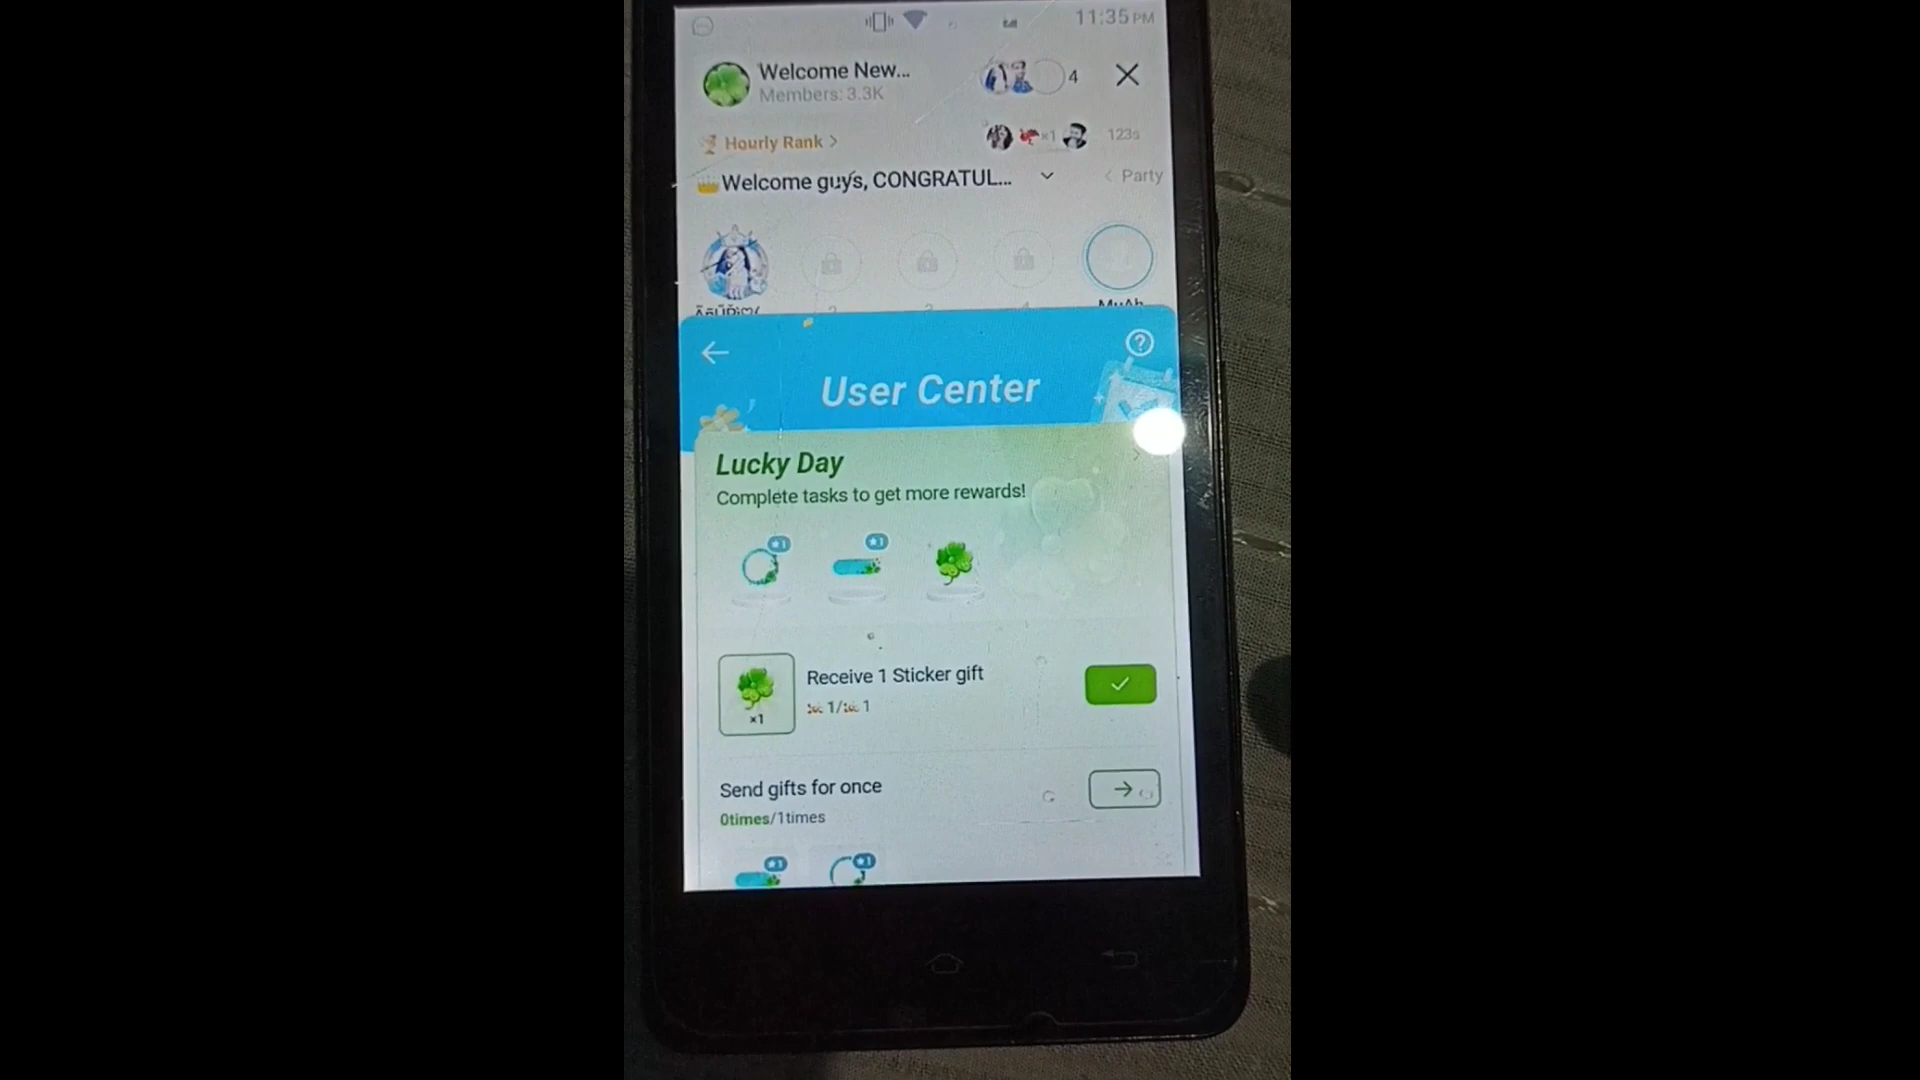 11:35 PM
Welcome New...
Members: 3.3K
4
Hourly Rank >
×1
123s
Welcome guys, CONGRATUL...
< Party
User Center
Lucky Day
Complete tasks to get more rewards!
★1
★1
Receive 1 Sticker gift
×1
1/1
Send gifts for once
0times/1times
★1
★1